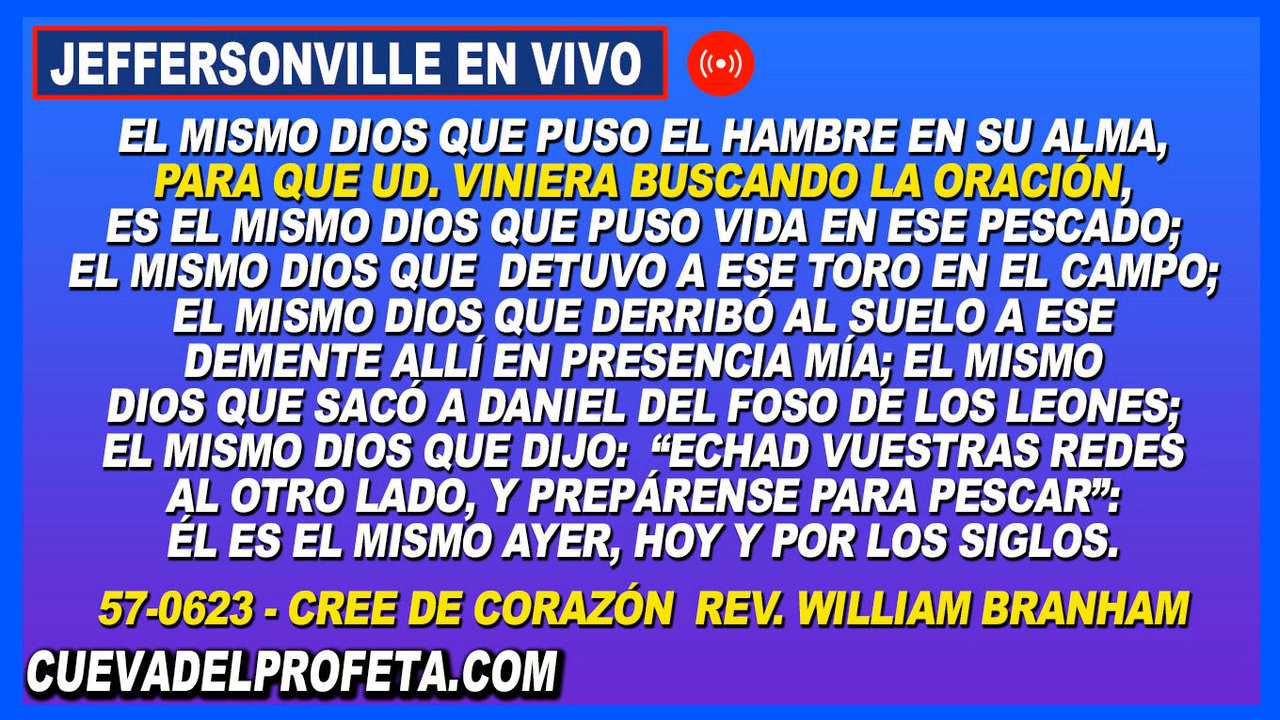 JEFFERSONVILLE EN VIVO
EL MISMO DIOS QUE PUSO EL HAMBRE EN SU ALMA,
PARA QUE UD. VINIERA BUSCANDO LA ORACIÓN,
ES EL MISMO DIOS QUE PUSO VIDA EN ESE PESCADO;
EL MISMO DIOS QUE DETUVO A ESE TORO EN EL CAMPO;
EL MISMO DIOS QUE DERRIBÓ AL SUELO A ESE
DEMENTE ALLÍ EN PRESENCIA MÍA; EL MISMO
DIOS QUE SACÓ A DANIEL DEL FOSO DE LOS LEONES;
EL MISMO DIOS QUE DIJO: “ECHAD VUESTRAS REDES
AL OTRO LADO, Y PREPÁRENSE PARA PESCAR”:
ÉL ES EL MISMO AYER, HOY Y POR LOS SIGLOS.
57-0623 - CREE DE CORAZÓN REV. WILLIAM BRANHAM
CUEVADELPROFETA.COM